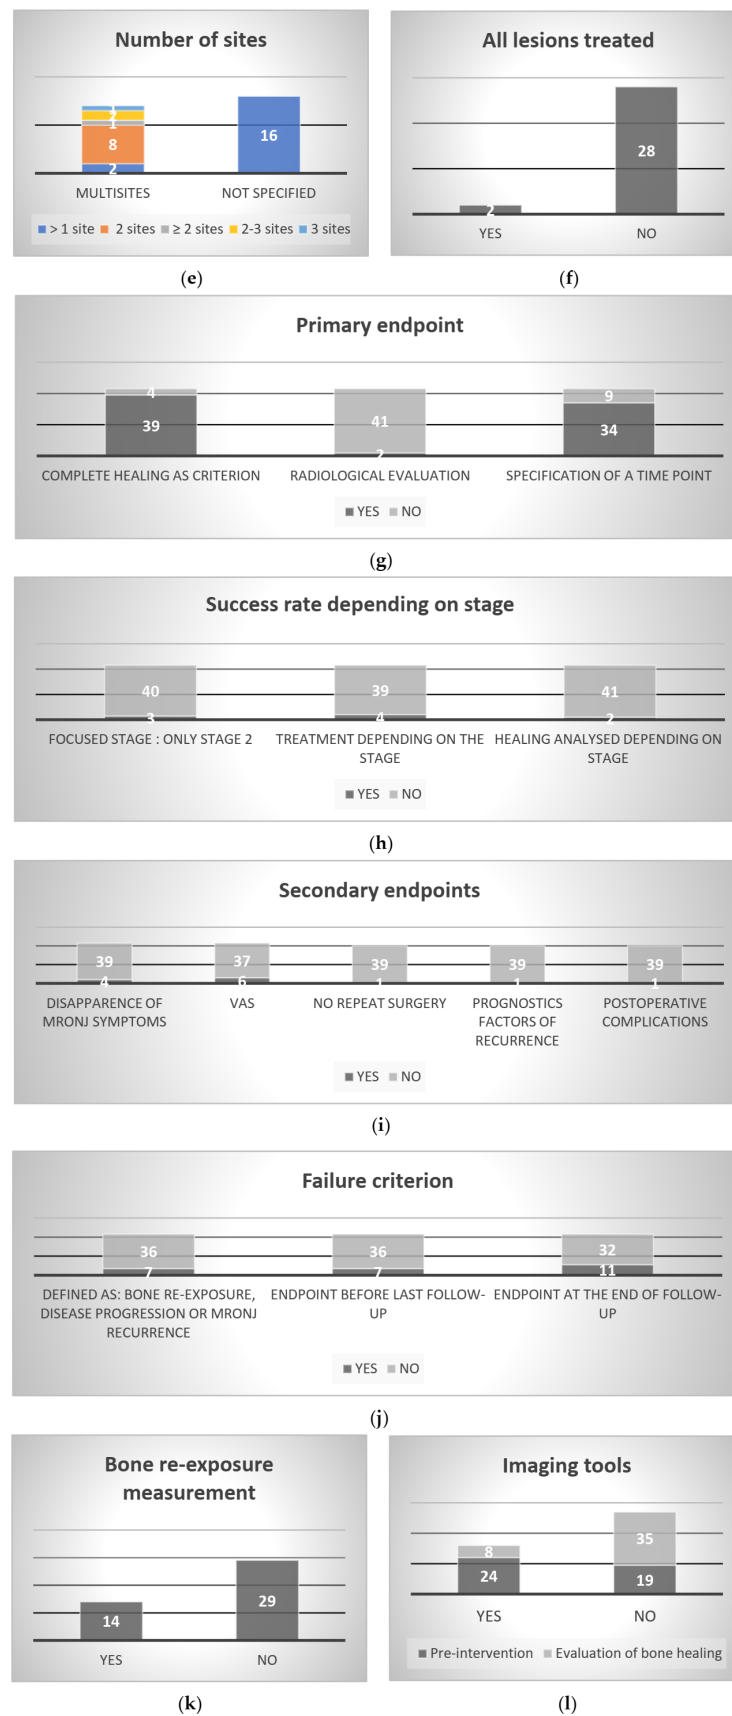 Number of sites
1
2
1
8
2
16
MULTISITES NOT SPECIFIED
> 1 site 2 sites ≥ 2 sites 2-3 sites 3 sites
(e)
All lesions treated
28
2
YES NO
(f)
Primary endpoint
4
39
41
2
9
34
COMPLETE HEALING AS CRITERION RADIOLOGICAL EVALUATION SPECIFICATION OF A TIME POINT
YES NO
(g)
Success rate depending on stage
40 39 41
3 4 2
FOCUSED STAGE : ONLY STAGE 2 TREATMENT DEPENDING ON THE HEALING ANALYSED DEPENDING ON
STAGE STAGE
YES NO
(h)
Secondary endpoints
39 37 39 39 39
4 6 1 1 1
DISAPPARENCE OF VAS NO REPEAT SURGERY PROGNOSTICS POSTOPERATIVE
MRONJ SYMPTOMS FACTORS OF COMPLICATIONS
RECURRENCE
YES NO
(i)
Failure criterion
36 36 32
7 7 11
DEFINED AS: BONE RE-EXPOSURE, ENDPOINT BEFORE LAST FOLLOW- ENDPOINT AT THE END OF FOLLOW-
DISEASE PROGRESSION OR MRONJ UP UP
RECURRENCE
YES NO
(j)
Bone re-exposure
measurement
14 29
YES NO
(k)
Imaging tools
8 35
24 19
YES NO
Pre-intervention Evaluation of bone healing
(l)